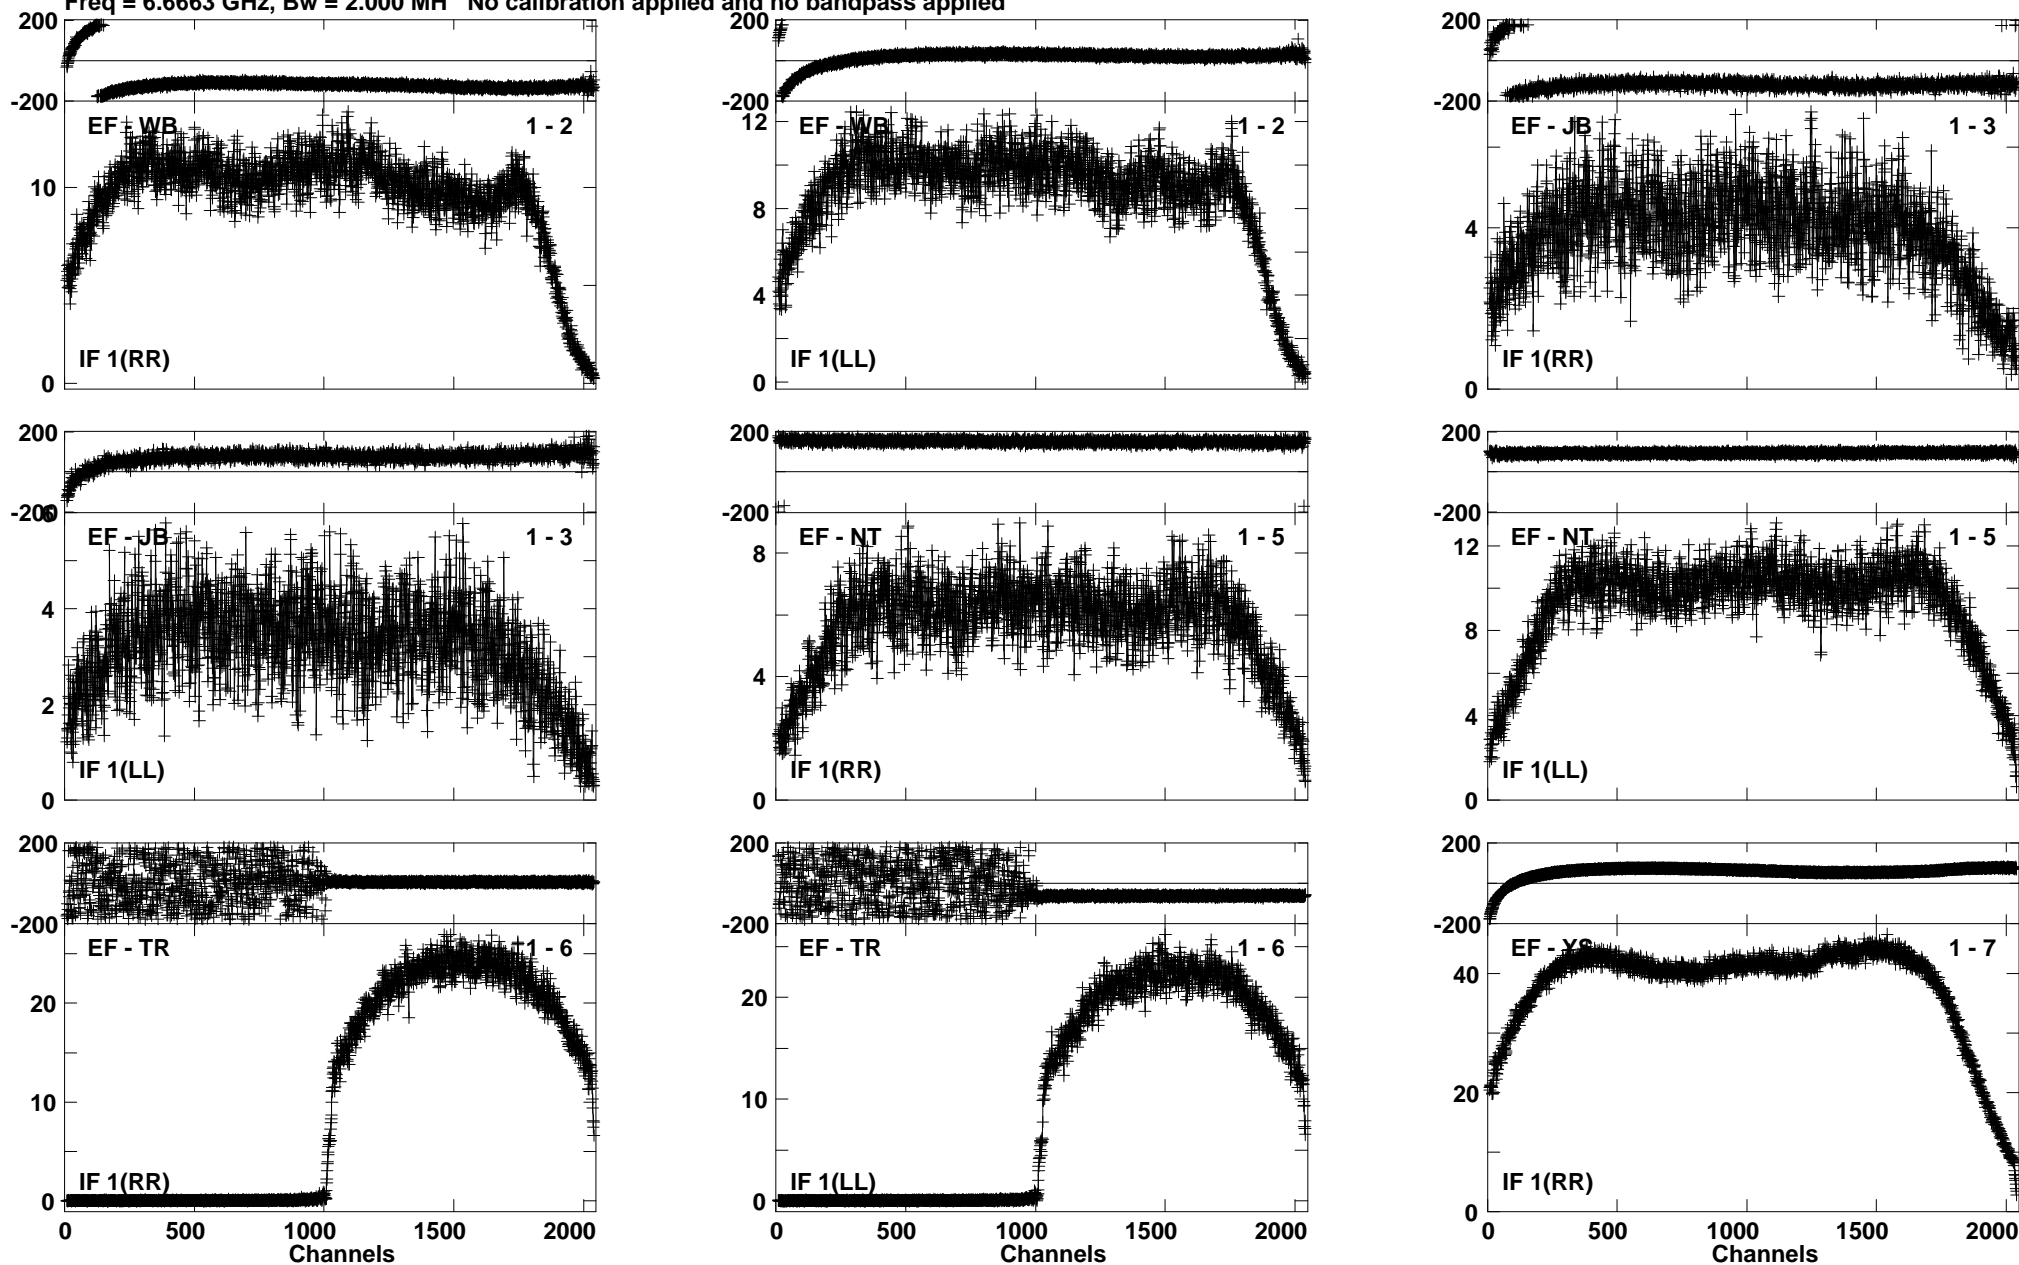 Freq = 6.6663 GHz, Bw = 2.000 MH No calibration applied and no bandpass applied
200
-200
EF - WB 1 - 2
10
0
IF 1(RR)
200
-200
EF - WB 1 - 2
12
8
4
0
IF 1(LL)
200
-200
EF - JB 1 - 3
4
0
IF 1(RR)
200
-200
6
EF - JB 1 - 3
4
2
0
IF 1(LL)
200
-200
EF - NT 1 - 5
8
4
0
IF 1(RR)
200
-200
EF - NT 1 - 5
12
8
4
0
IF 1(LL)
200
-200
EF - TR 1 - 6
20
10
0
IF 1(RR)
0 500 1000 1500 2000
Channels
200
-200
EF - TR 1 - 6
20
10
0
IF 1(LL)
0 500 1000 1500 2000
Channels
200
-200
EF - YS 1 - 7
40
20
0
IF 1(RR)
0 500 1000 1500 2000
Channels